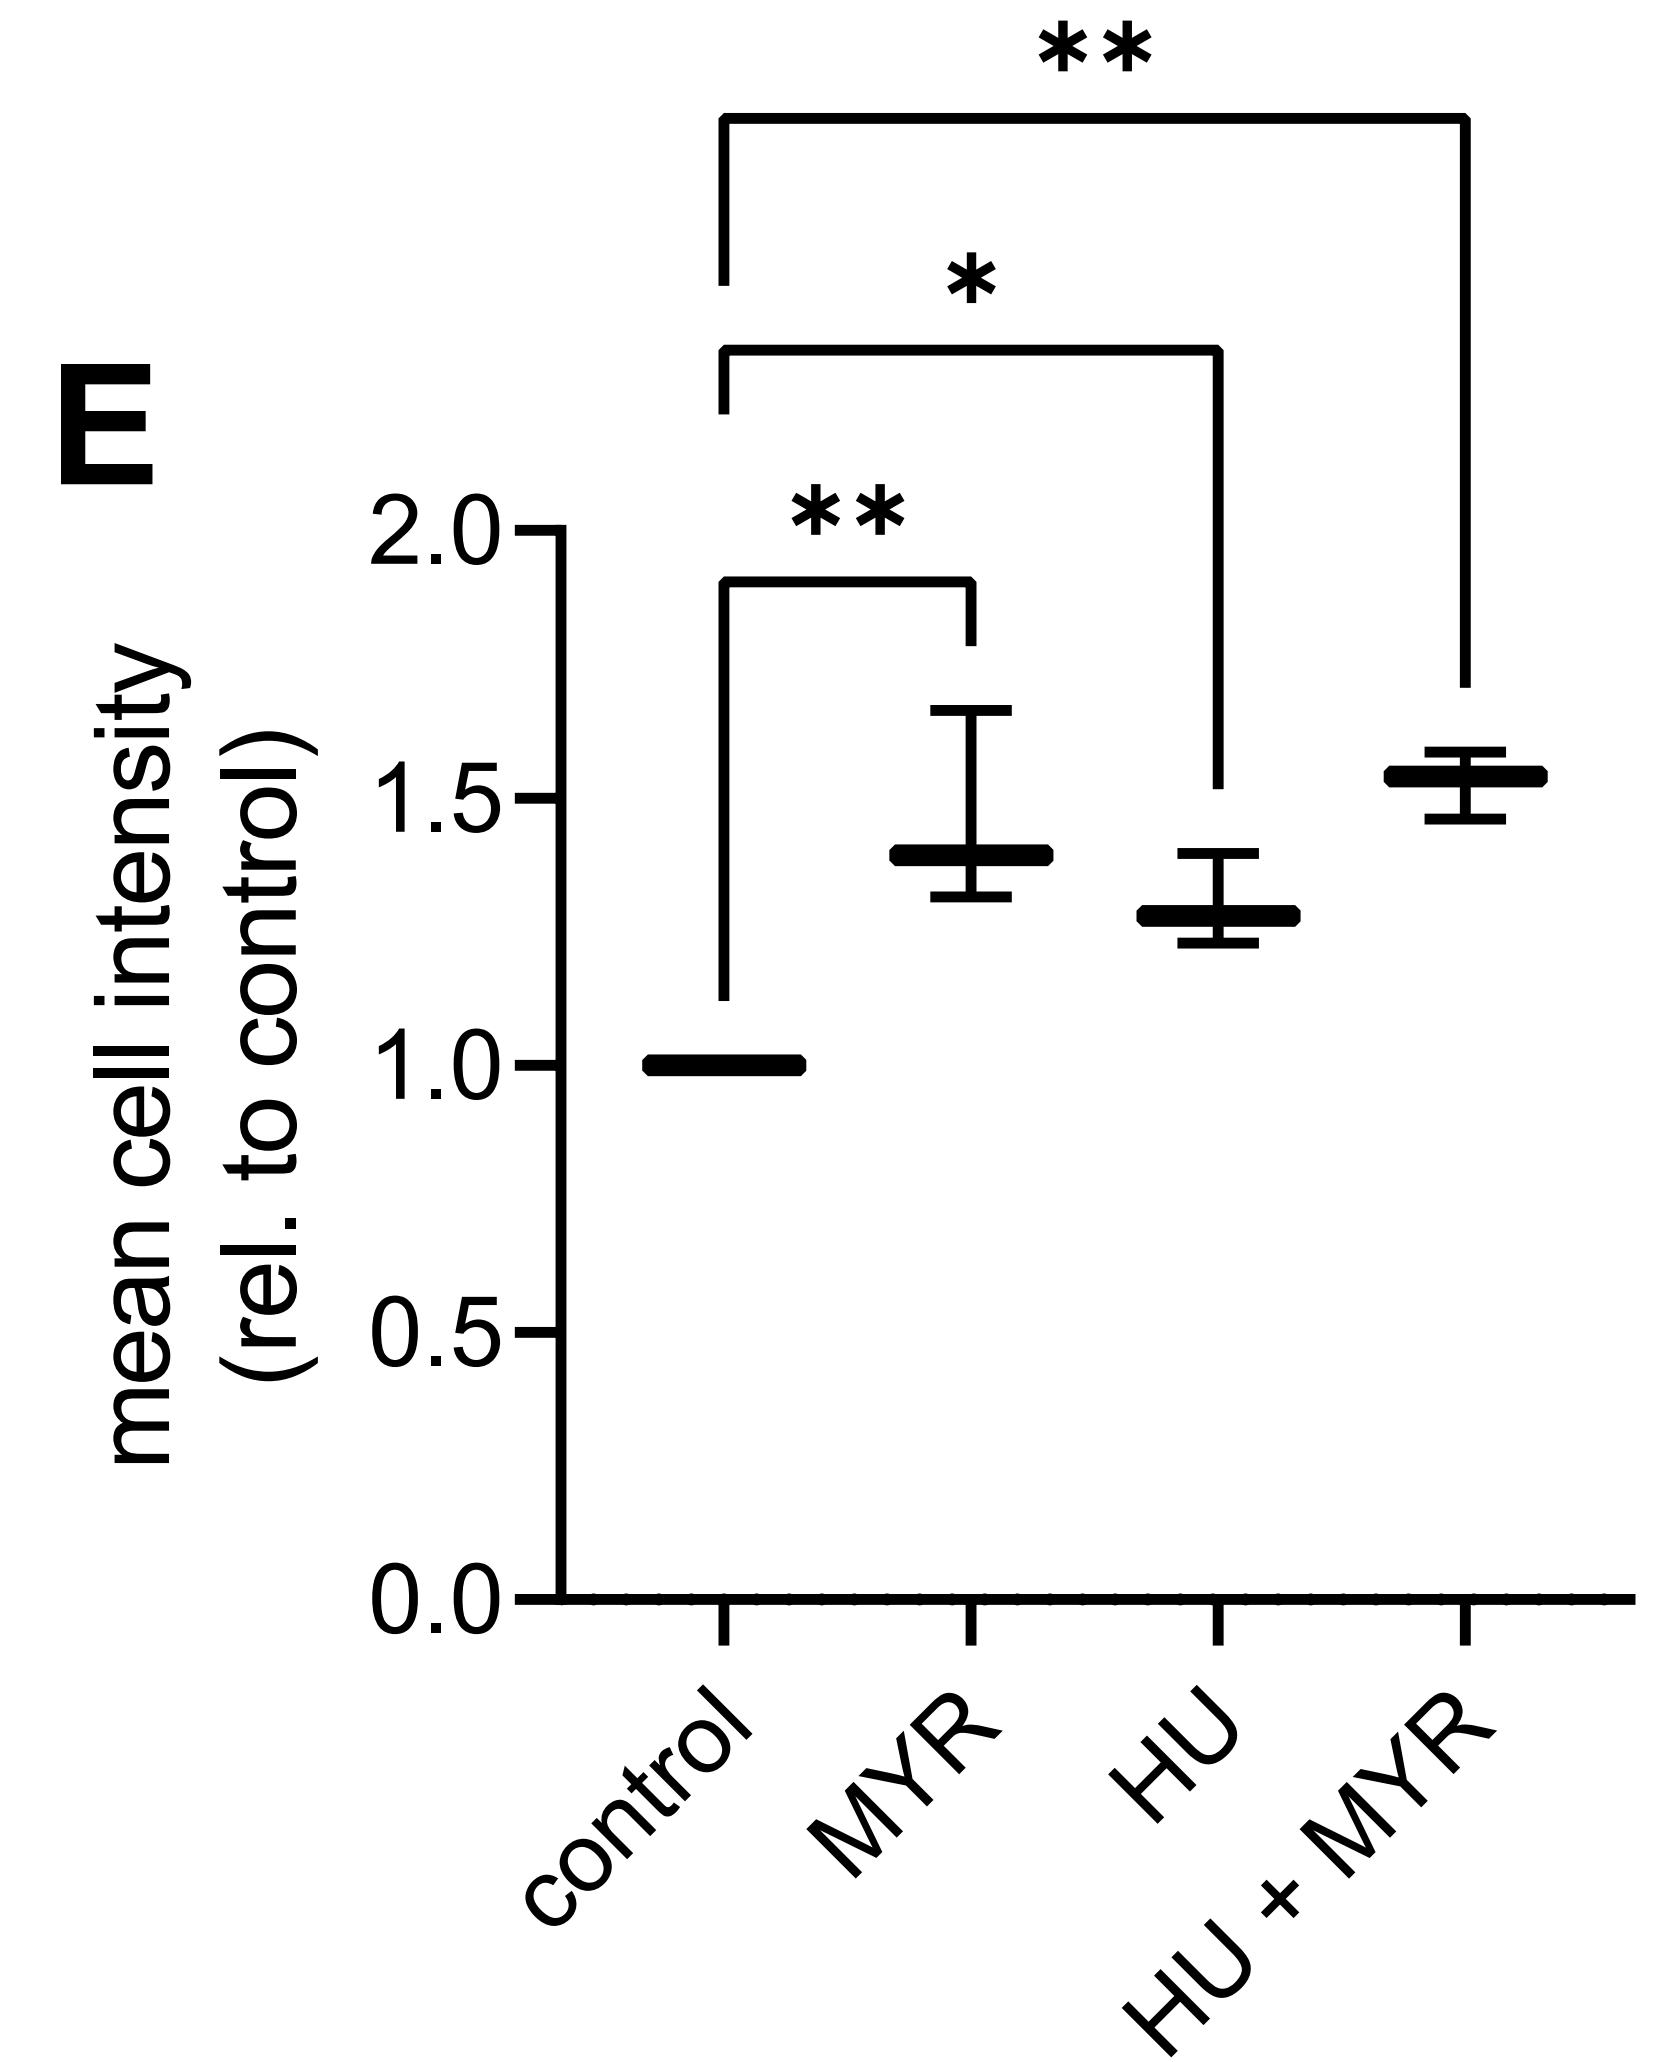 **
*
E
**
2.0
1.5
1.0
0.5
0.0
mean cell intensity
(rel. to control)
control
MYR
HU
HU + MYR